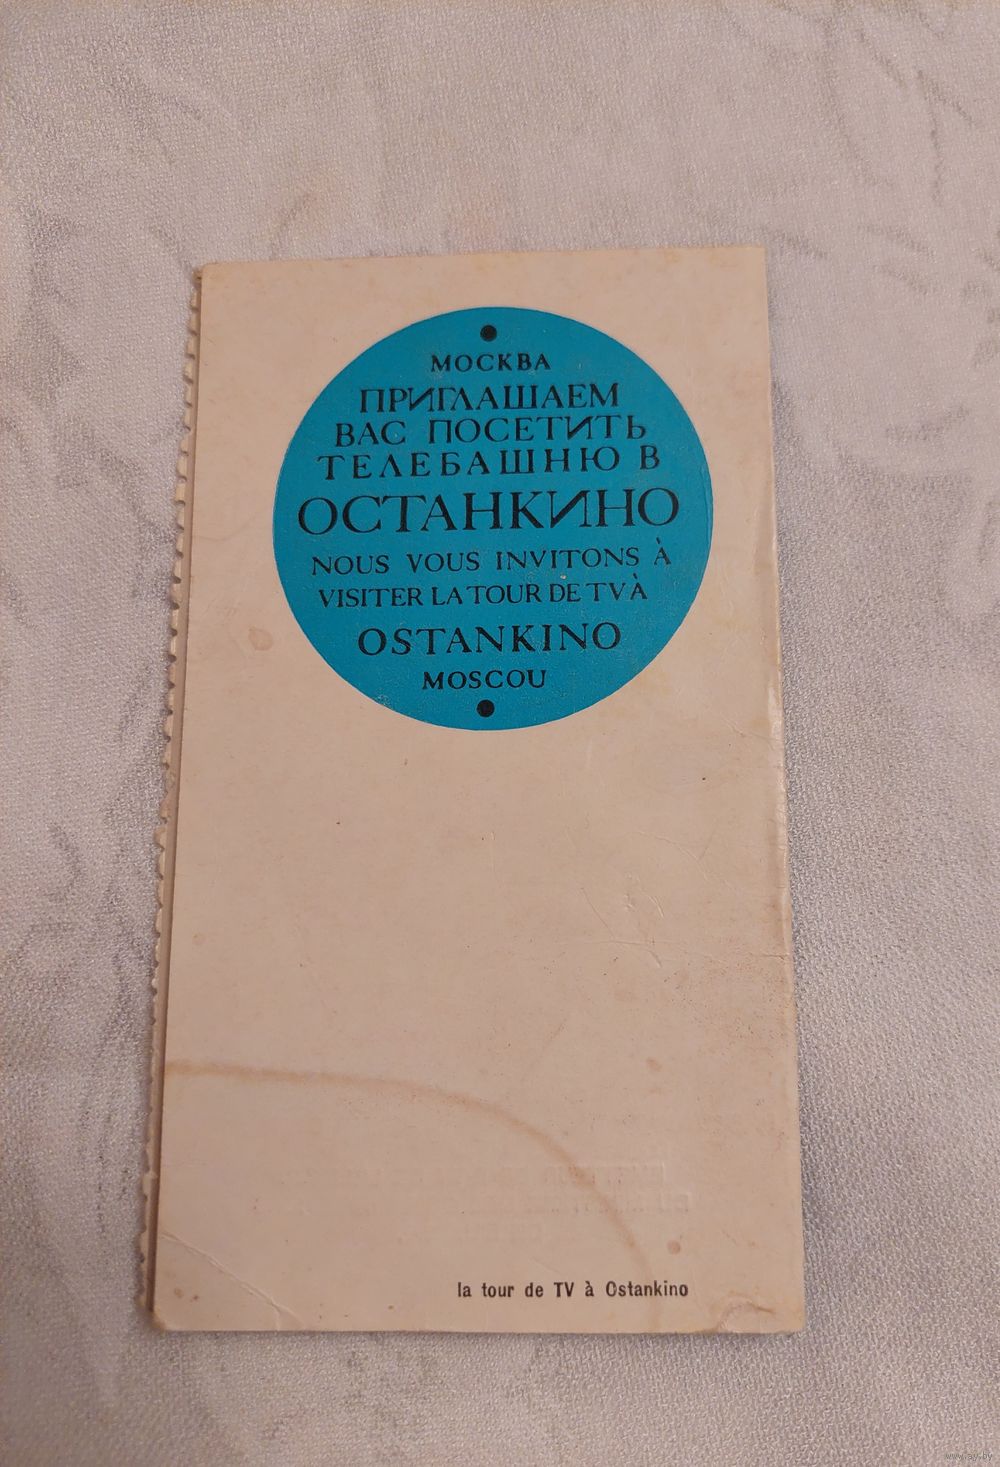 МОСКВА
ПРИГЛАШАЕМ
ВАС ПОСЕТИТЬ
ТЕЛЕБАШНЮ В
ОСТАНКИНО
NOUS VOUS INVITONS À
VISITER LA TOUR DE TV À
OSTANKINO
MOSCOU
la tour de TV à Ostankino